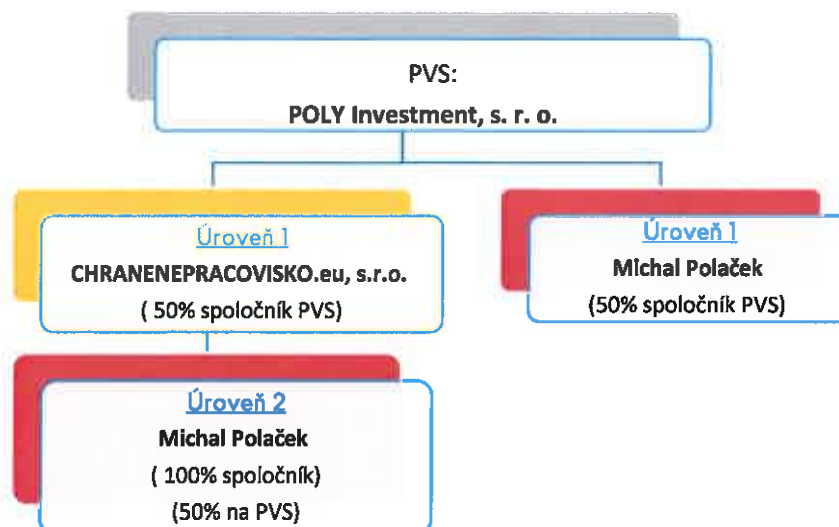 PVS:
POLY Investment, s. r. o.
Úroveň 1
CHRANENEPRACOVISKO.eu, s.r.o.
( 50% spoločník PVS)
Úroveň 1
Michal Polaček
(50% spoločník PVS)
Úroveň 2
Michal Polaček
( 100% spoločník)
(50% na PVS)